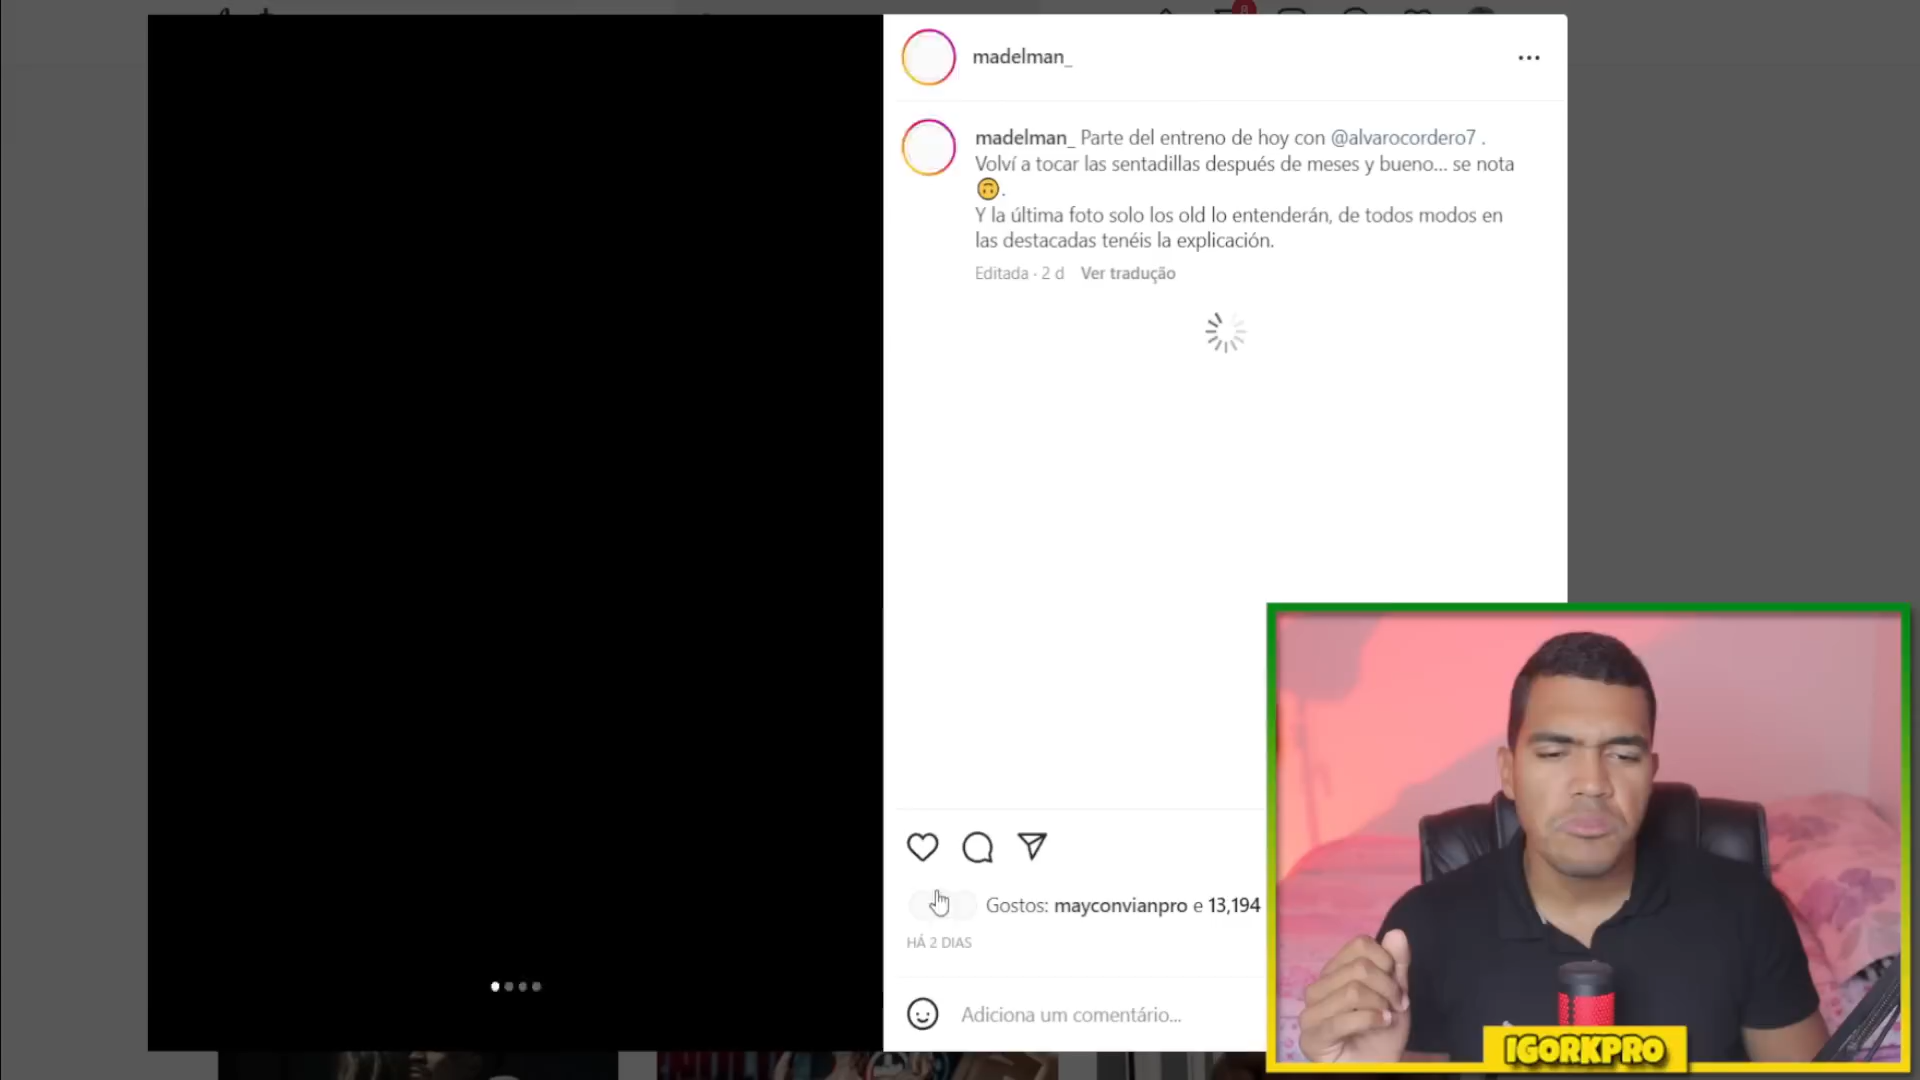 8
madelman_
madelman_ Parte del entreno de hoy con @alvarocordero7 .
Volví a tocar las sentadillas después de meses y bueno... se nota
🙃.
Y la última foto solo los old lo entenderán, de todos modos en
las destacadas tenéis la explicación.
Editada · 2 d Ver tradução
Gostos: mayconvianpro e 13,194
HÁ 2 DIAS
Adiciona um comentário...
IGORKPRO